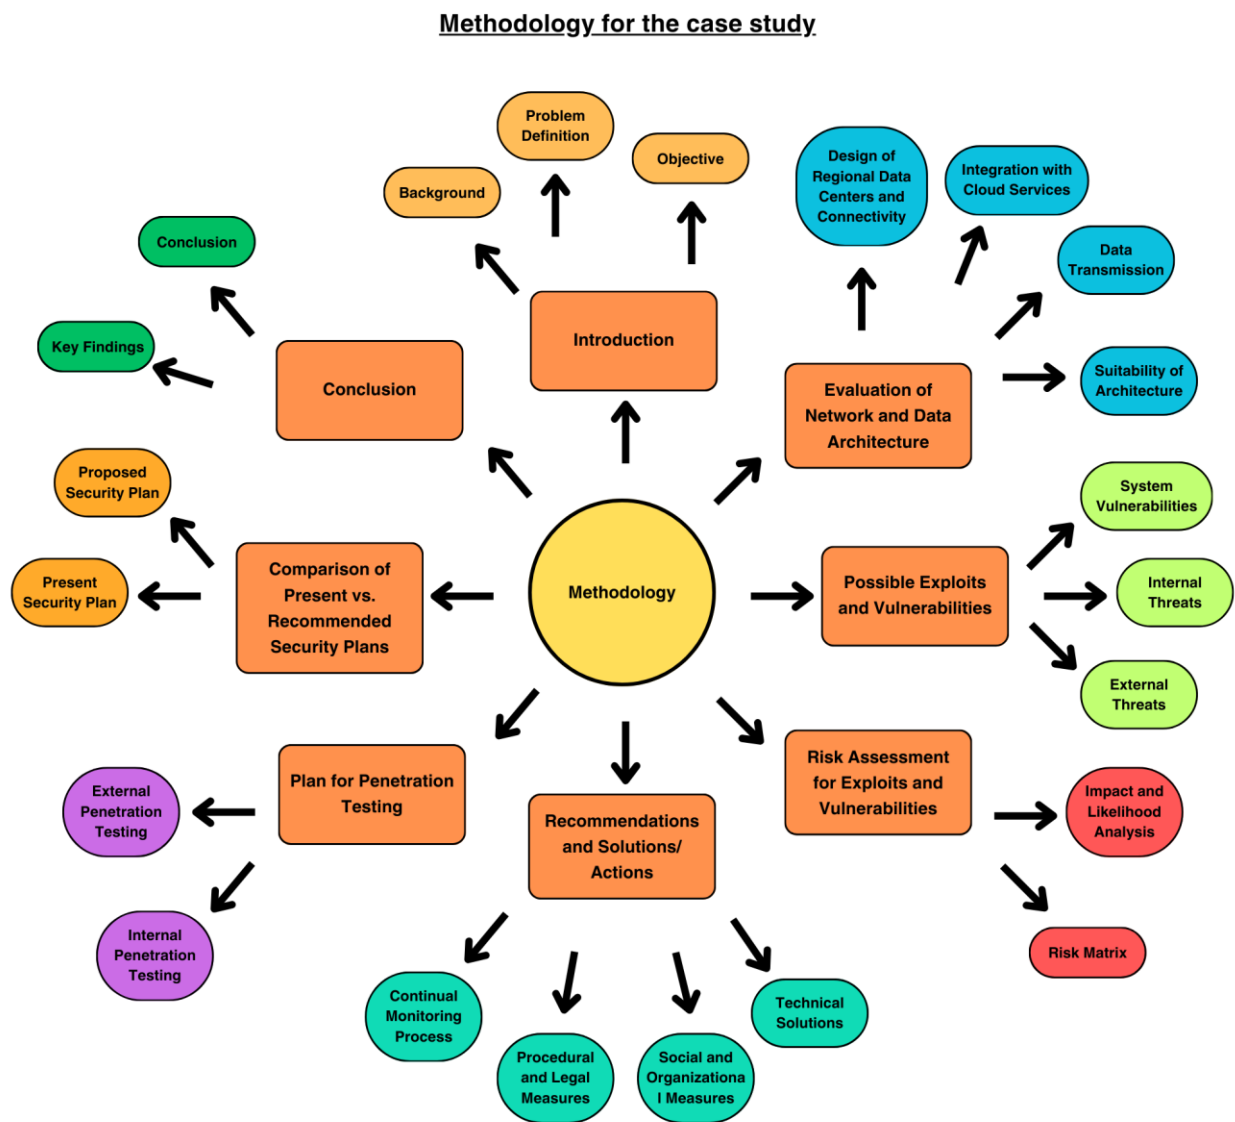 Methodology for the case study
Problem
Definition
Objective
Background
Design of
Regional Data
Centers and
Connectivity
Integration with
Cloud Services
Data
Transmission
Suitability of
Architecture
Conclusion
Key Findings
Introduction
Conclusion
Evaluation of
Network and Data
Architecture
Proposed
Security Plan
Present
Security Plan
Comparison of
Present vs.
Recommended
Security Plans
Methodology
Possible Exploits
and Vulnerabilities
System
Vulnerabilities
Internal
Threats
External
Threats
Plan for Penetration
Testing
External
Penetration
Testing
Internal
Penetration
Testing
Recommendations
and Solutions/
Actions
Risk Assessment
for Exploits and
Vulnerabilities
Impact and
Likelihood
Analysis
Risk Matrix
Continual
Monitoring
Process
Procedural
and Legal
Measures
Social and
Organizationa
l Measures
Technical
Solutions